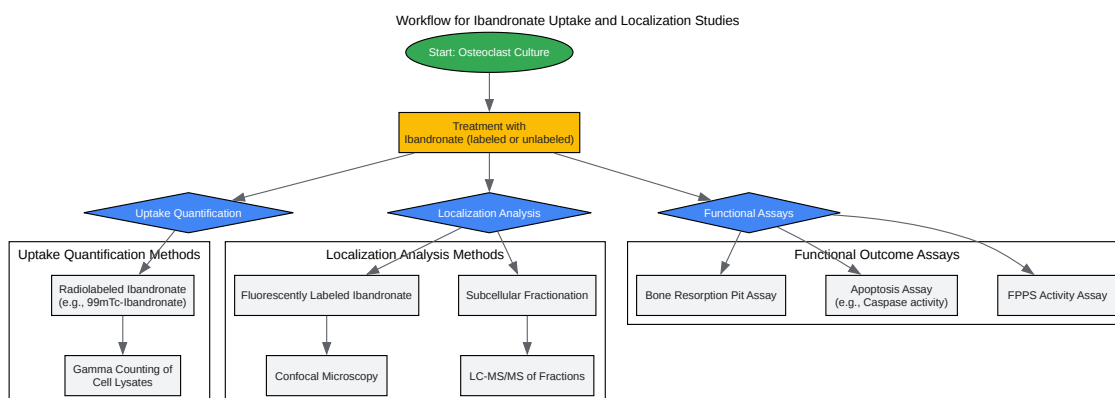 Workflow for Ibandronate Uptake and Localization Studies
Start: Osteoclast Culture
Treatment with
Ibandronate (labeled or unlabeled)
Uptake Quantification
Localization Analysis
Functional Assays
Uptake Quantification Methods
Radiolabeled Ibandronate
(e.g., 99mTc-Ibandronate)
Gamma Counting of
Cell Lysates
Localization Analysis Methods
Fluorescently Labeled Ibandronate
Subcellular Fractionation
Confocal Microscopy
LC-MS/MS of Fractions
Functional Outcome Assays
Bone Resorption Pit Assay
Apoptosis Assay
(e.g., Caspase activity)
FPPS Activity Assay